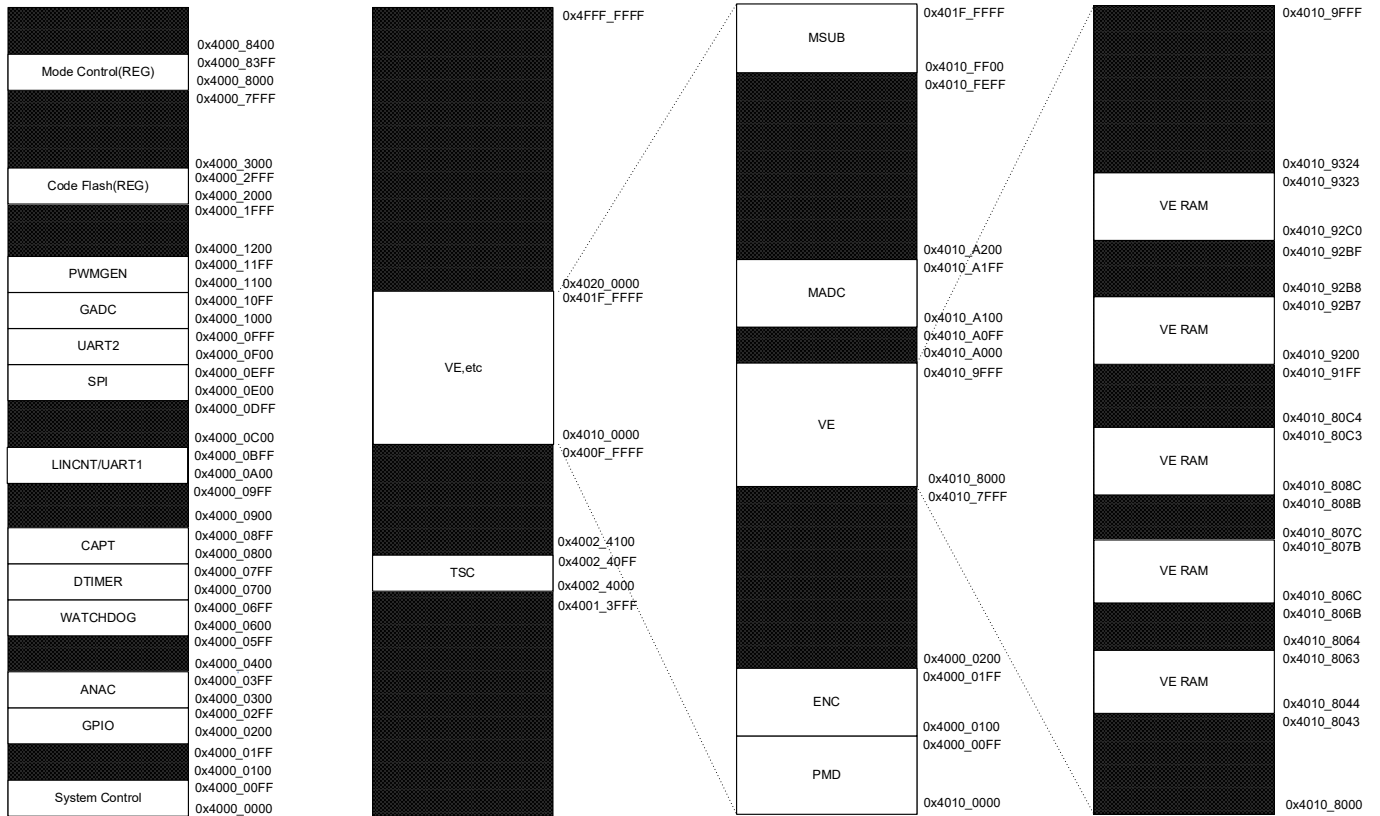 0x4000_8400
0x4000_83FF
Mode Control(REG)
0x4000_8000
0x4000_7FFF
0x4000_3000
0x4000_2FFF
Code Flash(REG)
0x4000_2000
0x4000_1FFF
0x4000_1200
0x4000_11FF
PWMGEN
0x4000_1100
0x4000_10FF
GADC
0x4000_1000
0x4000_0FFF
UART2
0x4000_0F00
0x4000_0EFF
SPI
0x4000_0E00
0x4000_0DFF
0x4000_0C00
0x4000_0BFF
LINCNT/UART1
0x4000_0A00
0x4000_09FF
0x4000_0900
0x4000_08FF
CAPT
0x4000_0800
0x4000_07FF
DTIMER
0x4000_0700
0x4000_06FF
WATCHDOG
0x4000_0600
0x4000_05FF
0x4000_0400
0x4000_03FF
ANAC
0x4000_0300
0x4000_02FF
GPIO
0x4000_0200
0x4000_01FF
0x4000_0100
0x4000_00FF
System Control
0x4000_0000
0x4FFF_FFFF
0x4020_0000
0x401F_FFFF
VE,etc
0x4010_0000
0x400F_FFFF
0x4002_4100
0x4002_40FF
TSC
0x4002_4000
0x4001_3FFF
0x401F_FFFF
MSUB
0x4010_FF00
0x4010_FEFF
0x4010_A200
0x4010_A1FF
MADC
0x4010_A100
0x4010_A0FF
0x4010_A000
0x4010_9FFF
VE
0x4010_8000
0x4010_7FFF
0x4000_0200
0x4000_01FF
ENC
0x4000_0100
0x4000_00FF
PMD
0x4010_0000
0x4010_9FFF
0x4010_9324
0x4010_9323
VE RAM
0x4010_92C0
0x4010_92BF
0x4010_92B8
0x4010_92B7
VE RAM
0x4010_9200
0x4010_91FF
0x4010_80C4
0x4010_80C3
VE RAM
0x4010_808C
0x4010_808B
0x4010_807C
0x4010_807B
VE RAM
0x4010_806C
0x4010_806B
0x4010_8064
0x4010_8063
VE RAM
0x4010_8044
0x4010_8043
0x4010_8000